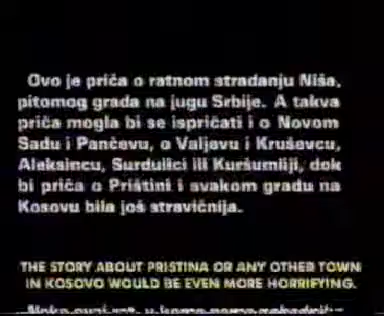 Ovo je priča o ratnom stradanju Niša,
pitomog grada na jugu Srbije. A takva
priča mogla bi se ispričati i o Novom
Sadu i Pančevu, o Valjevu i Kruševcu,
Aleksincu, Surdulici ili Kuršumliji, dok
bi priča o Prištini i svakom gradu na
Kosovu bila još stravičnija.
THE STORY ABOUT PRISTINA OR ANY OTHER TOWN
IN KOSOVO WOULD BE EVEN MORE HORRIFYING.